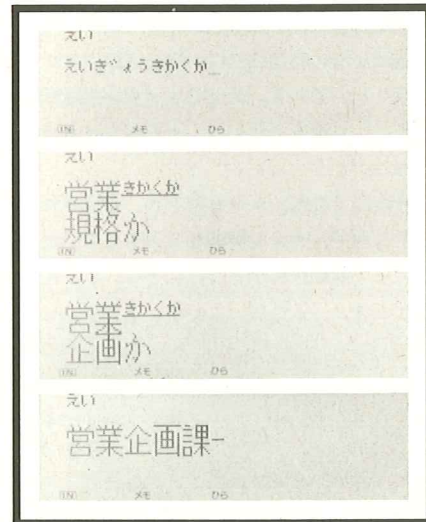 えい
えいぎょうきかくか_
メモ ひら
えい
営業きかくか
規格か
メモ ひら
えい
営業きかくか
企画か
メモ ひら
えい
営業企画課
メモ ひら